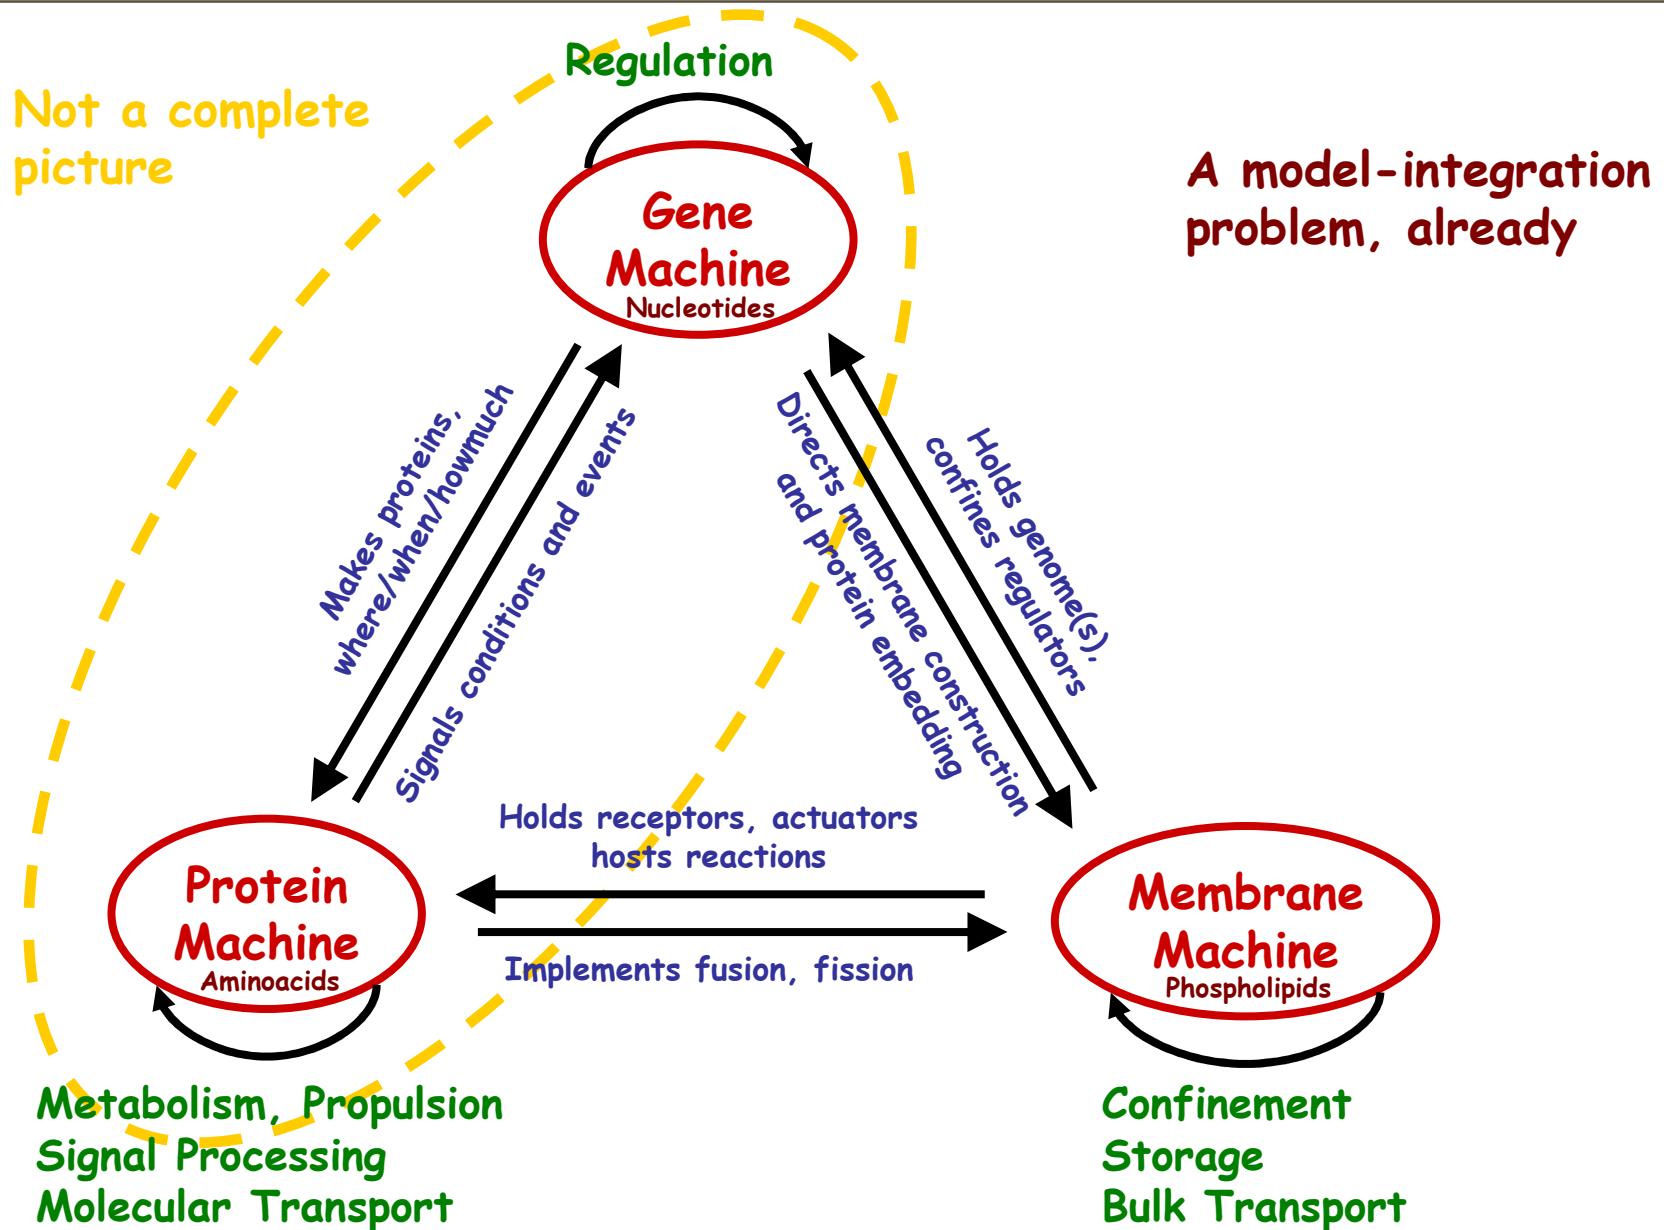 Regulation
Not a complete
picture
A model-integration
problem, already
Gene
Machine
Nucleotides
Makes proteins,
where/when/howmuch
Signals conditions and events
Directs membrane construction
and protein embedding
Holds genome(s),
confines regulators
Holds receptors, actuators
hosts reactions
Implements fusion, fission
Protein
Machine
Aminoacids
Membrane
Machine
Phospholipids
Metabolism, Propulsion
Signal Processing
Molecular Transport
Confinement
Storage
Bulk Transport